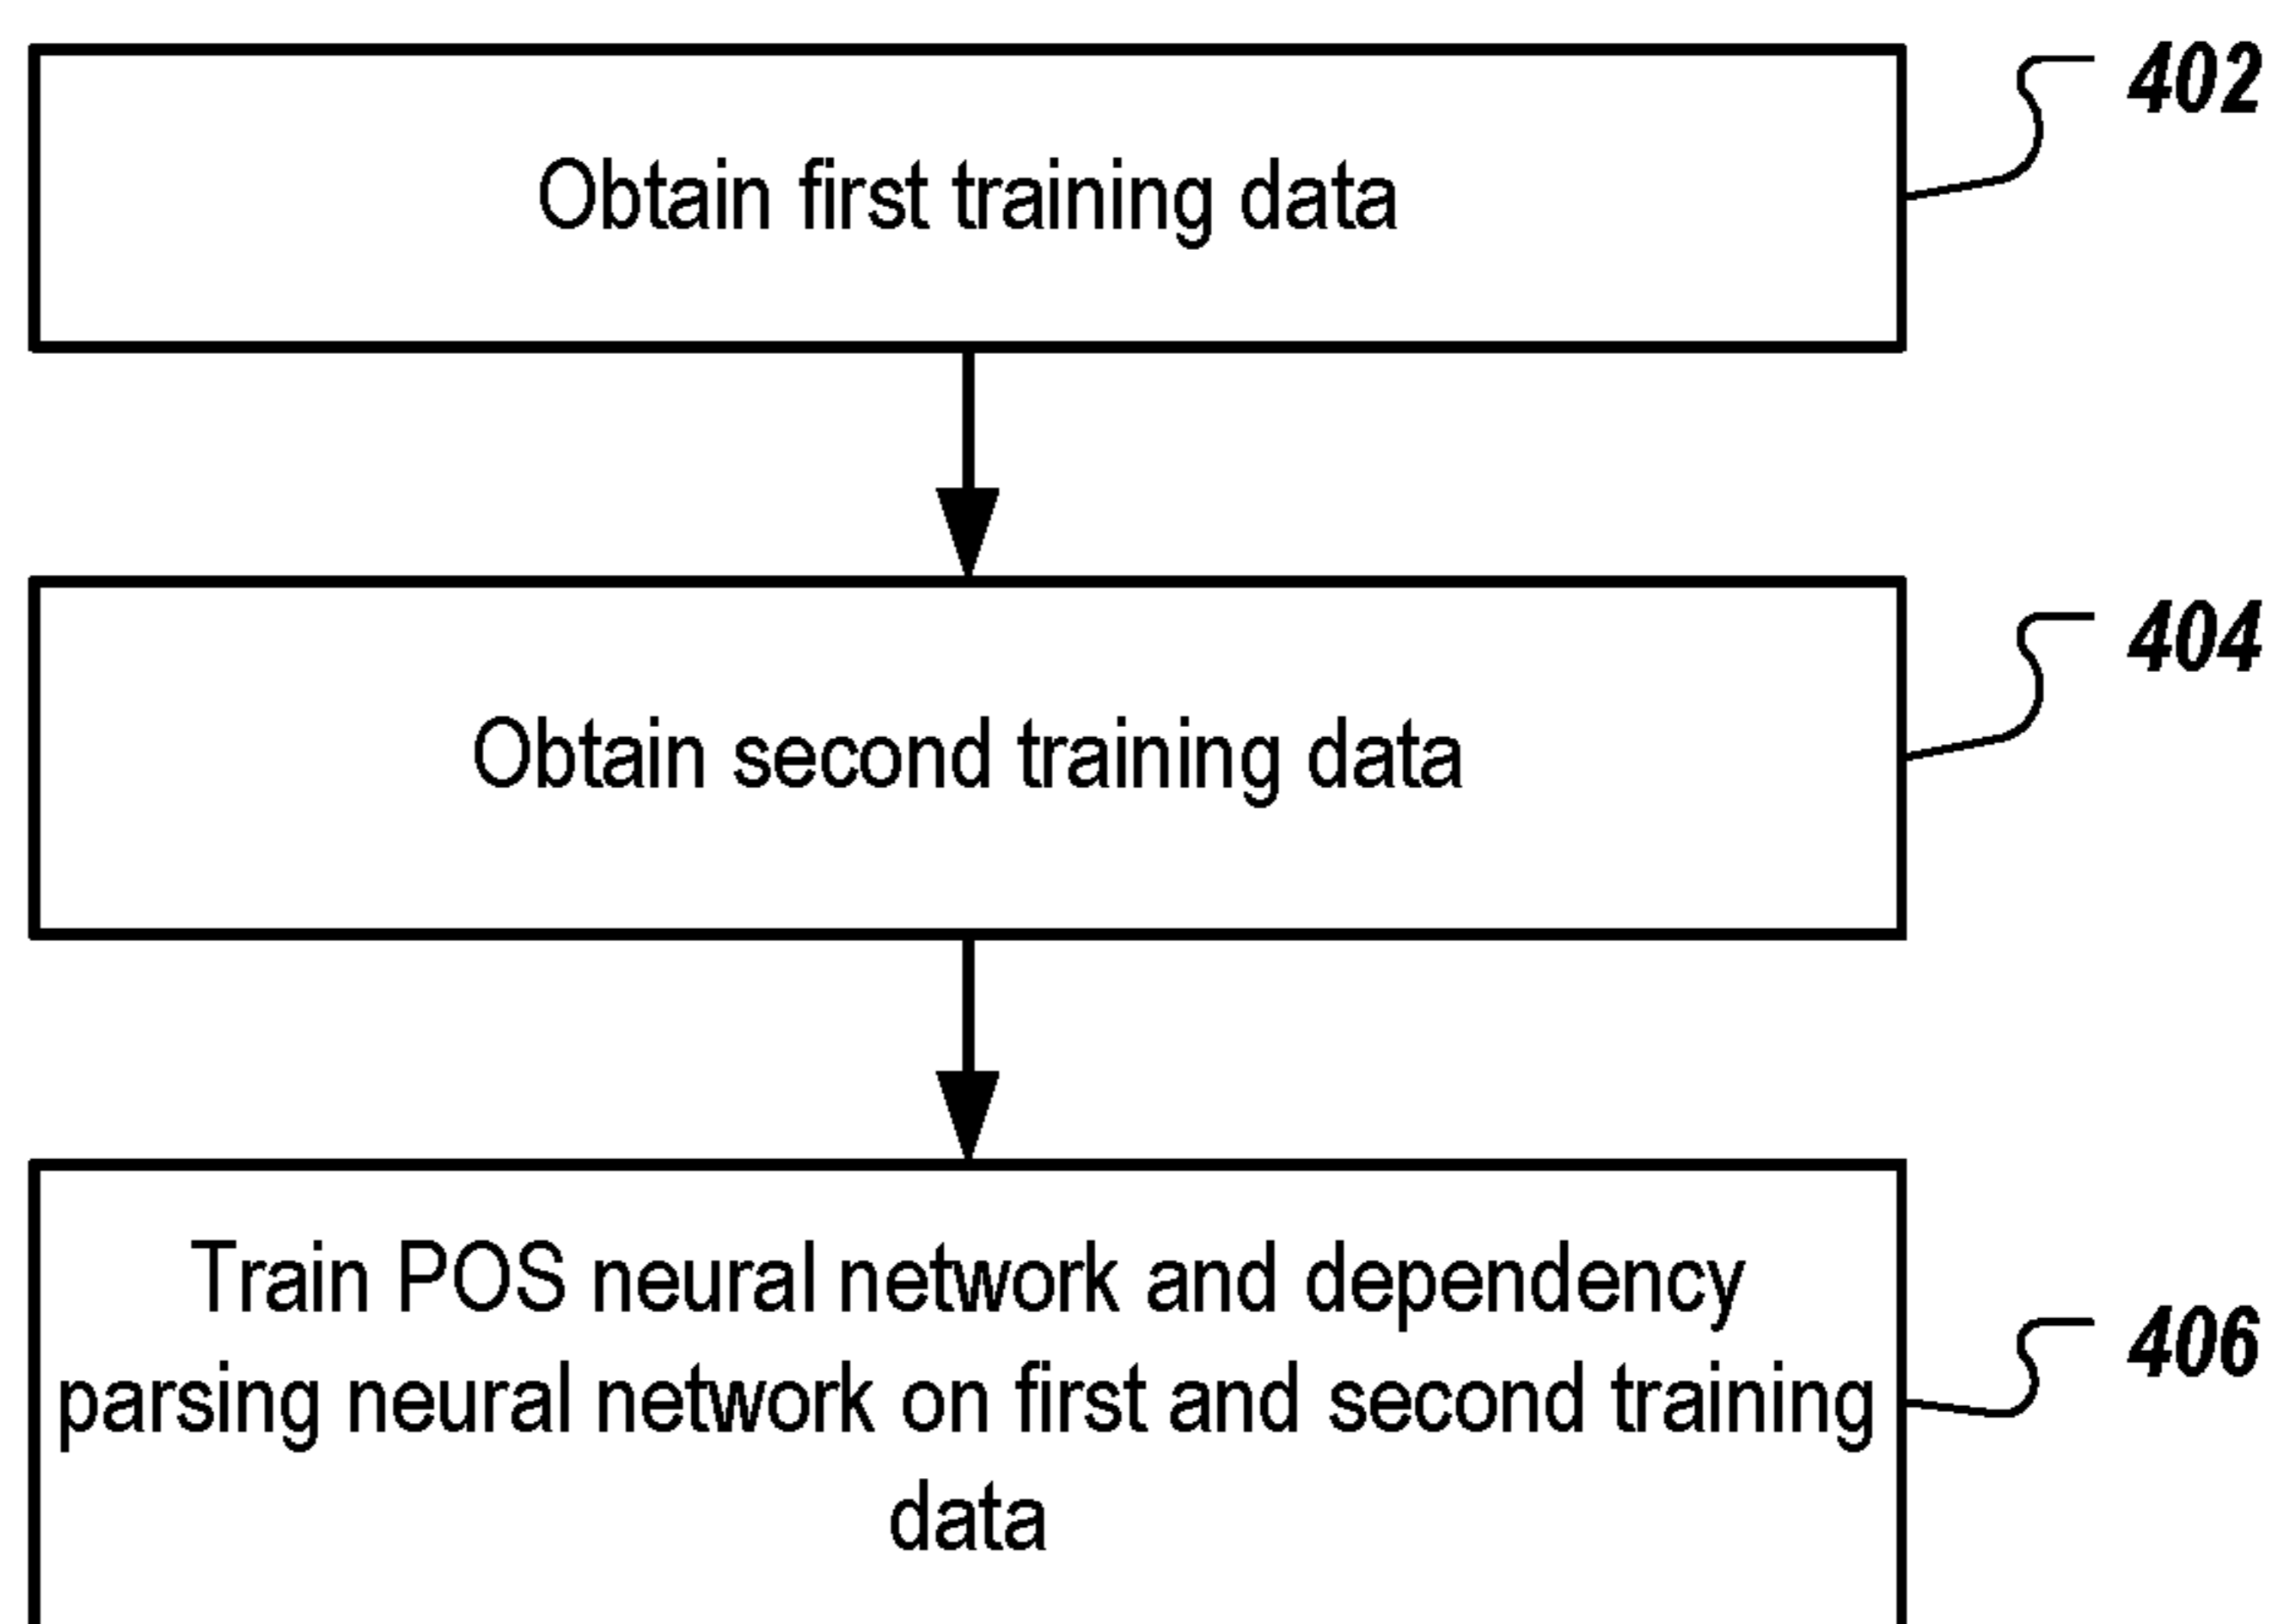 Obtain first training data
402
Obtain second training data
404
Train POS neural network and dependency
parsing neural network on first and second training
data
406